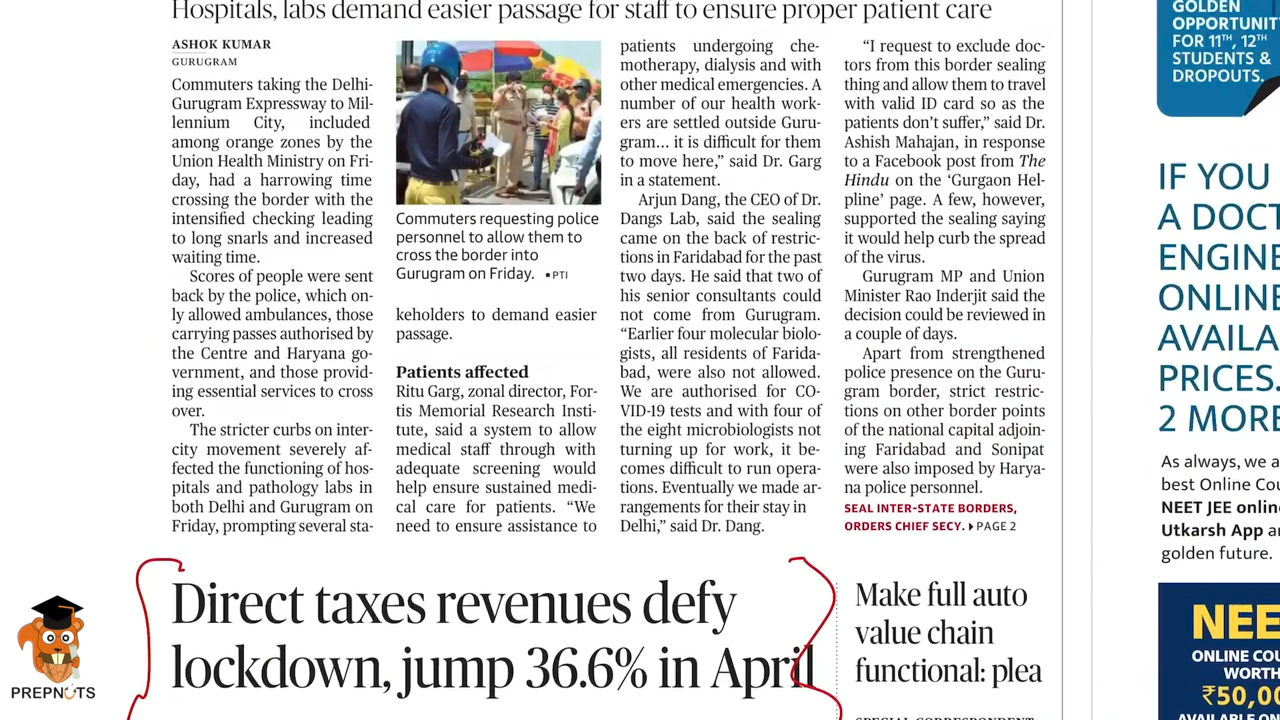 Hospitals, labs demand easier passage for staff to ensure proper patient care
ASHOK KUMAR
GURUGRAM
Commuters taking the Delhi-
Gurugram Expressway to Mil-
lennium City, included
among orange zones by the
Union Health Ministry on Fri-
day, had a harrowing time
crossing the border with the
intensified checking leading
to long snarls and increased
waiting time.
Scores of people were sent
back by the police, which on-
ly allowed ambulances, those
carrying passes authorised by
the Centre and Haryana go-
vernment, and those provid-
ing essential services to cross
over.
The stricter curbs on inter-
city movement severely af-
fected the functioning of hos-
pitals and pathology labs in
both Delhi and Gurugram on
Friday, prompting several sta-
Commuters requesting police
personnel to allow them to
cross the border into
Gurugram on Friday. ▪PTI
keholders to demand easier
passage.
Patients affected
Ritu Garg, zonal director, For-
tis Memorial Research Insti-
tute, said a system to allow
medical staff through with
adequate screening would
help ensure sustained medi-
cal care for patients. “We
need to ensure assistance to
patients undergoing che-
motherapy, dialysis and with
other medical emergencies. A
number of our health work-
ers are settled outside Guru-
gram... it is difficult for them
to move here,” said Dr. Garg
in a statement.
Arjun Dang, the CEO of Dr.
Dangs Lab, said the sealing
came on the back of restric-
tions in Faridabad for the past
two days. He said that two of
his senior consultants could
not come from Gurugram.
“Earlier four molecular biolo-
gists, all residents of Farida-
bad, were also not allowed.
We are authorised for CO-
VID-19 tests and with four of
the eight microbiologists not
turning up for work, it be-
comes difficult to run opera-
tions. Eventually we made ar-
rangements for their stay in
Delhi,” said Dr. Dang.
“I request to exclude doc-
tors from this border sealing
thing and allow them to travel
with valid ID card so as the
patients don’t suffer,” said Dr.
Ashish Mahajan, in response
to a Facebook post from The
Hindu on the ‘Gurgaon Hel-
pline’ page. A few, however,
supported the sealing saying
it would help curb the spread
of the virus.
Gurugram MP and Union
Minister Rao Inderjit said the
decision could be reviewed in
a couple of days.
Apart from strengthened
police presence on the Guru-
gram border, strict restric-
tions on other border points
of the national capital adjoin-
ing Faridabad and Sonipat
were also imposed by Harya-
na police personnel.
SEAL INTER-STATE BORDERS,
ORDERS CHIEF SECY. ▸ PAGE 2
Direct taxes revenues defy
lockdown, jump 36.6% in April
Make full auto
value chain
functional: plea
SPECIAL CORRESPONDENT
GOLDEN
OPPORTUNIT
FOR 11TH, 12TH
STUDENTS &
DROPOUTS.
IF YOU
A DOCT
ENGINE
ONLINE
AVAILA
PRICES.
2 MORE
As always, we a
best Online Cou
NEET JEE online
Utkarsh App an
golden future.
NEE
ONLINE COU
WORTH
₹50,00
AVAILABLE ON
PREPNUTS